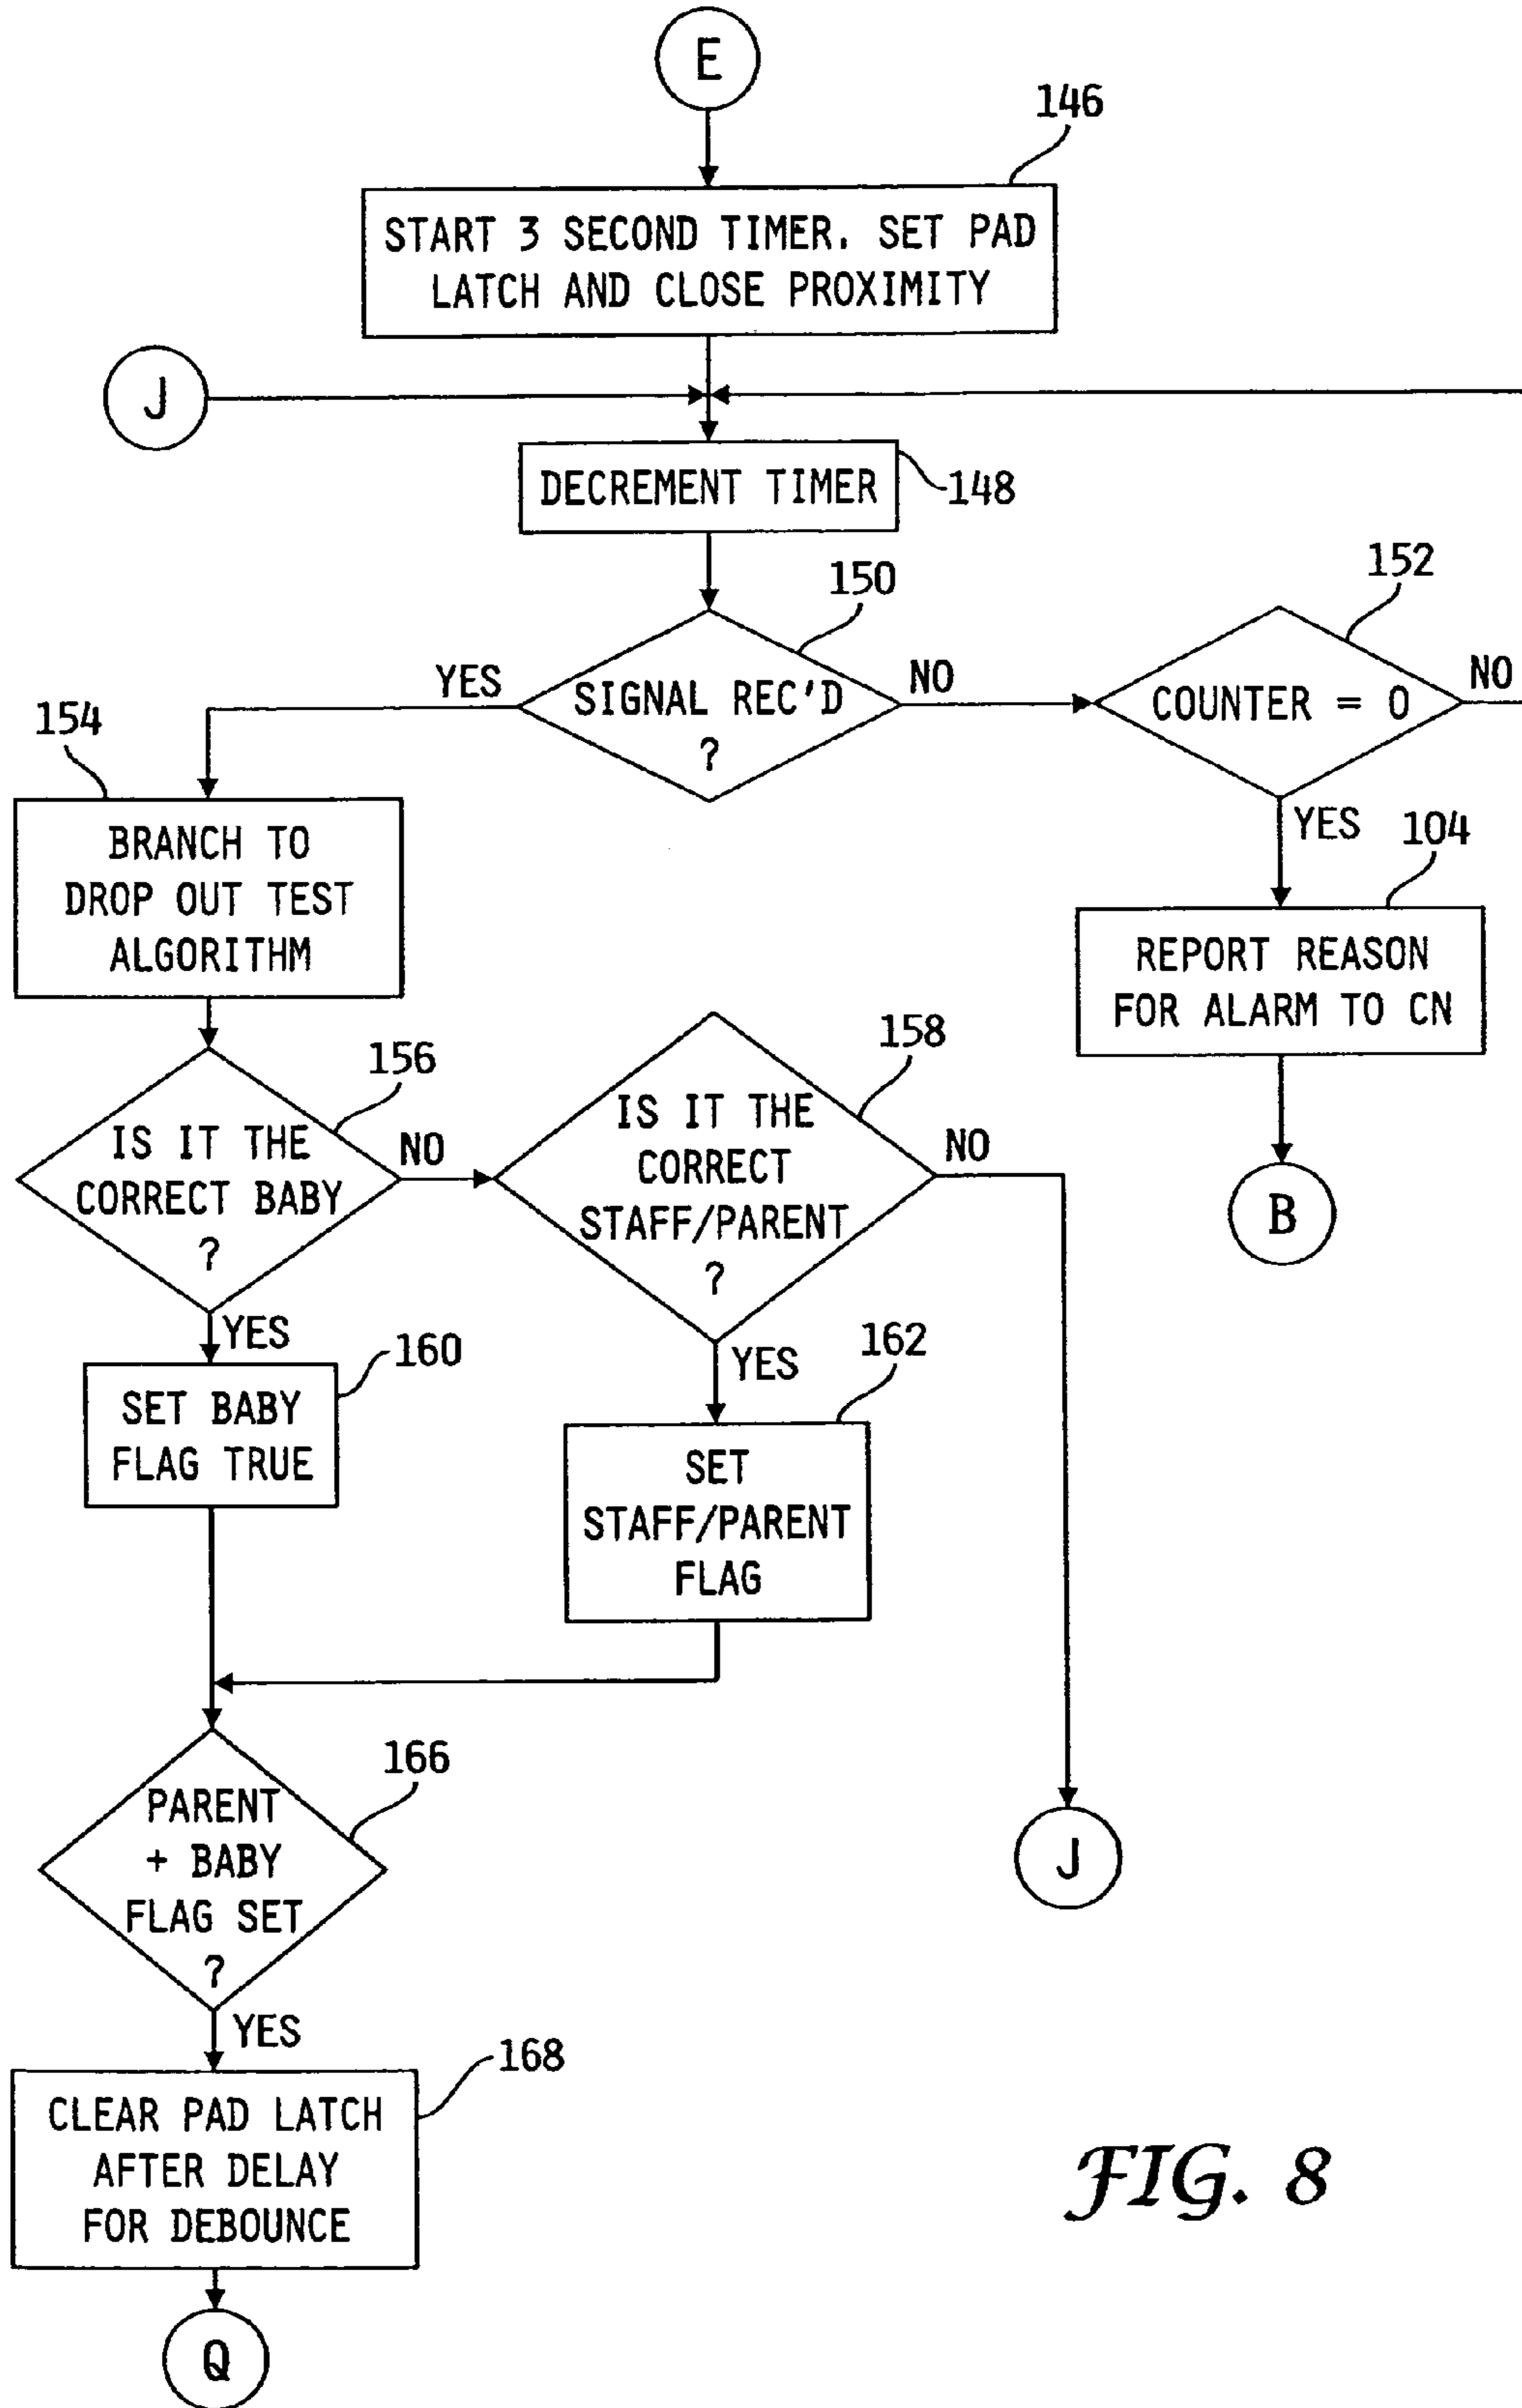 E
146
START 3 SECOND TIMER. SET PAD
LATCH AND CLOSE PROXIMITY
J
DECREMENT TIMER
148
150
152
YES
SIGNAL REC'D
?
NO
COUNTER = 0
NO
154
BRANCH TO
DROP OUT TEST
ALGORITHM
YES
104
REPORT REASON
FOR ALARM TO CN
B
156
IS IT THE
CORRECT BABY
?
NO
158
IS IT THE
CORRECT
STAFF/PARENT
?
NO
YES
160
SET BABY
FLAG TRUE
YES
162
SET
STAFF/PARENT
FLAG
J
166
PARENT
+ BABY
FLAG SET
?
YES
168
CLEAR PAD LATCH
AFTER DELAY
FOR DEBOUNCE
Q
FIG. 8